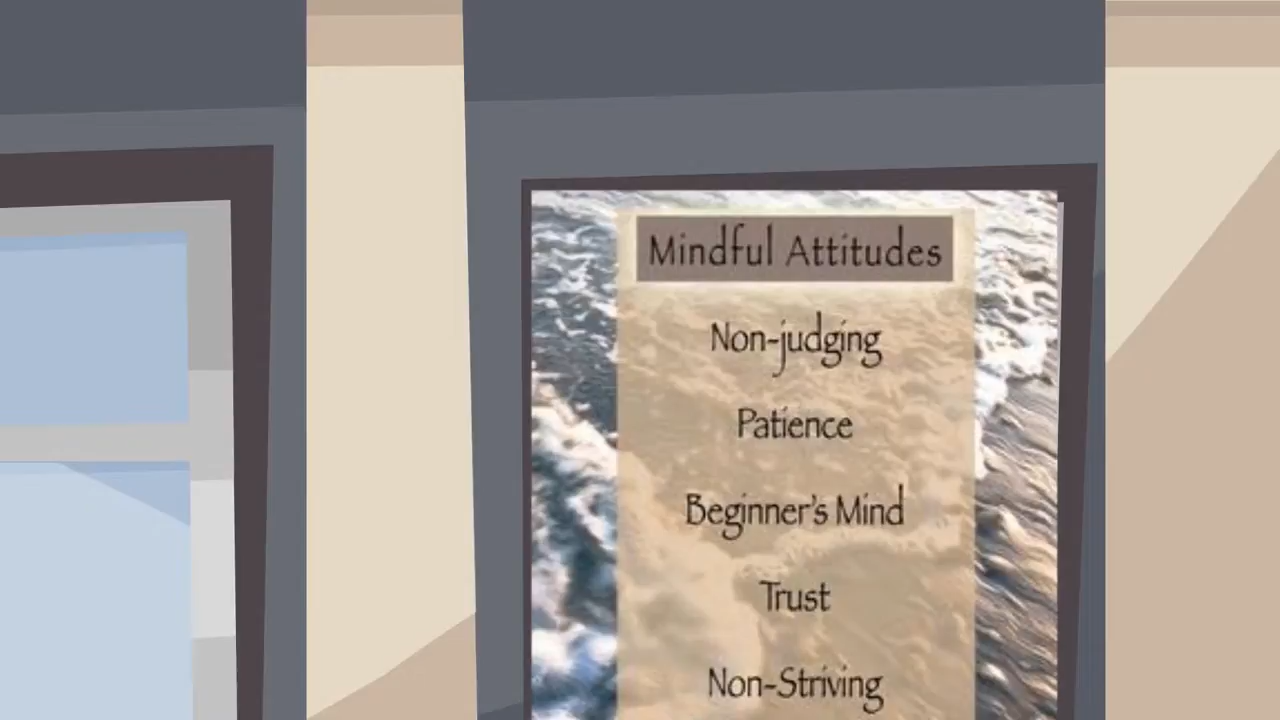 Mindful Attitudes
Non-judging
Patience
Beginner's Mind
Trust
Non-Striving